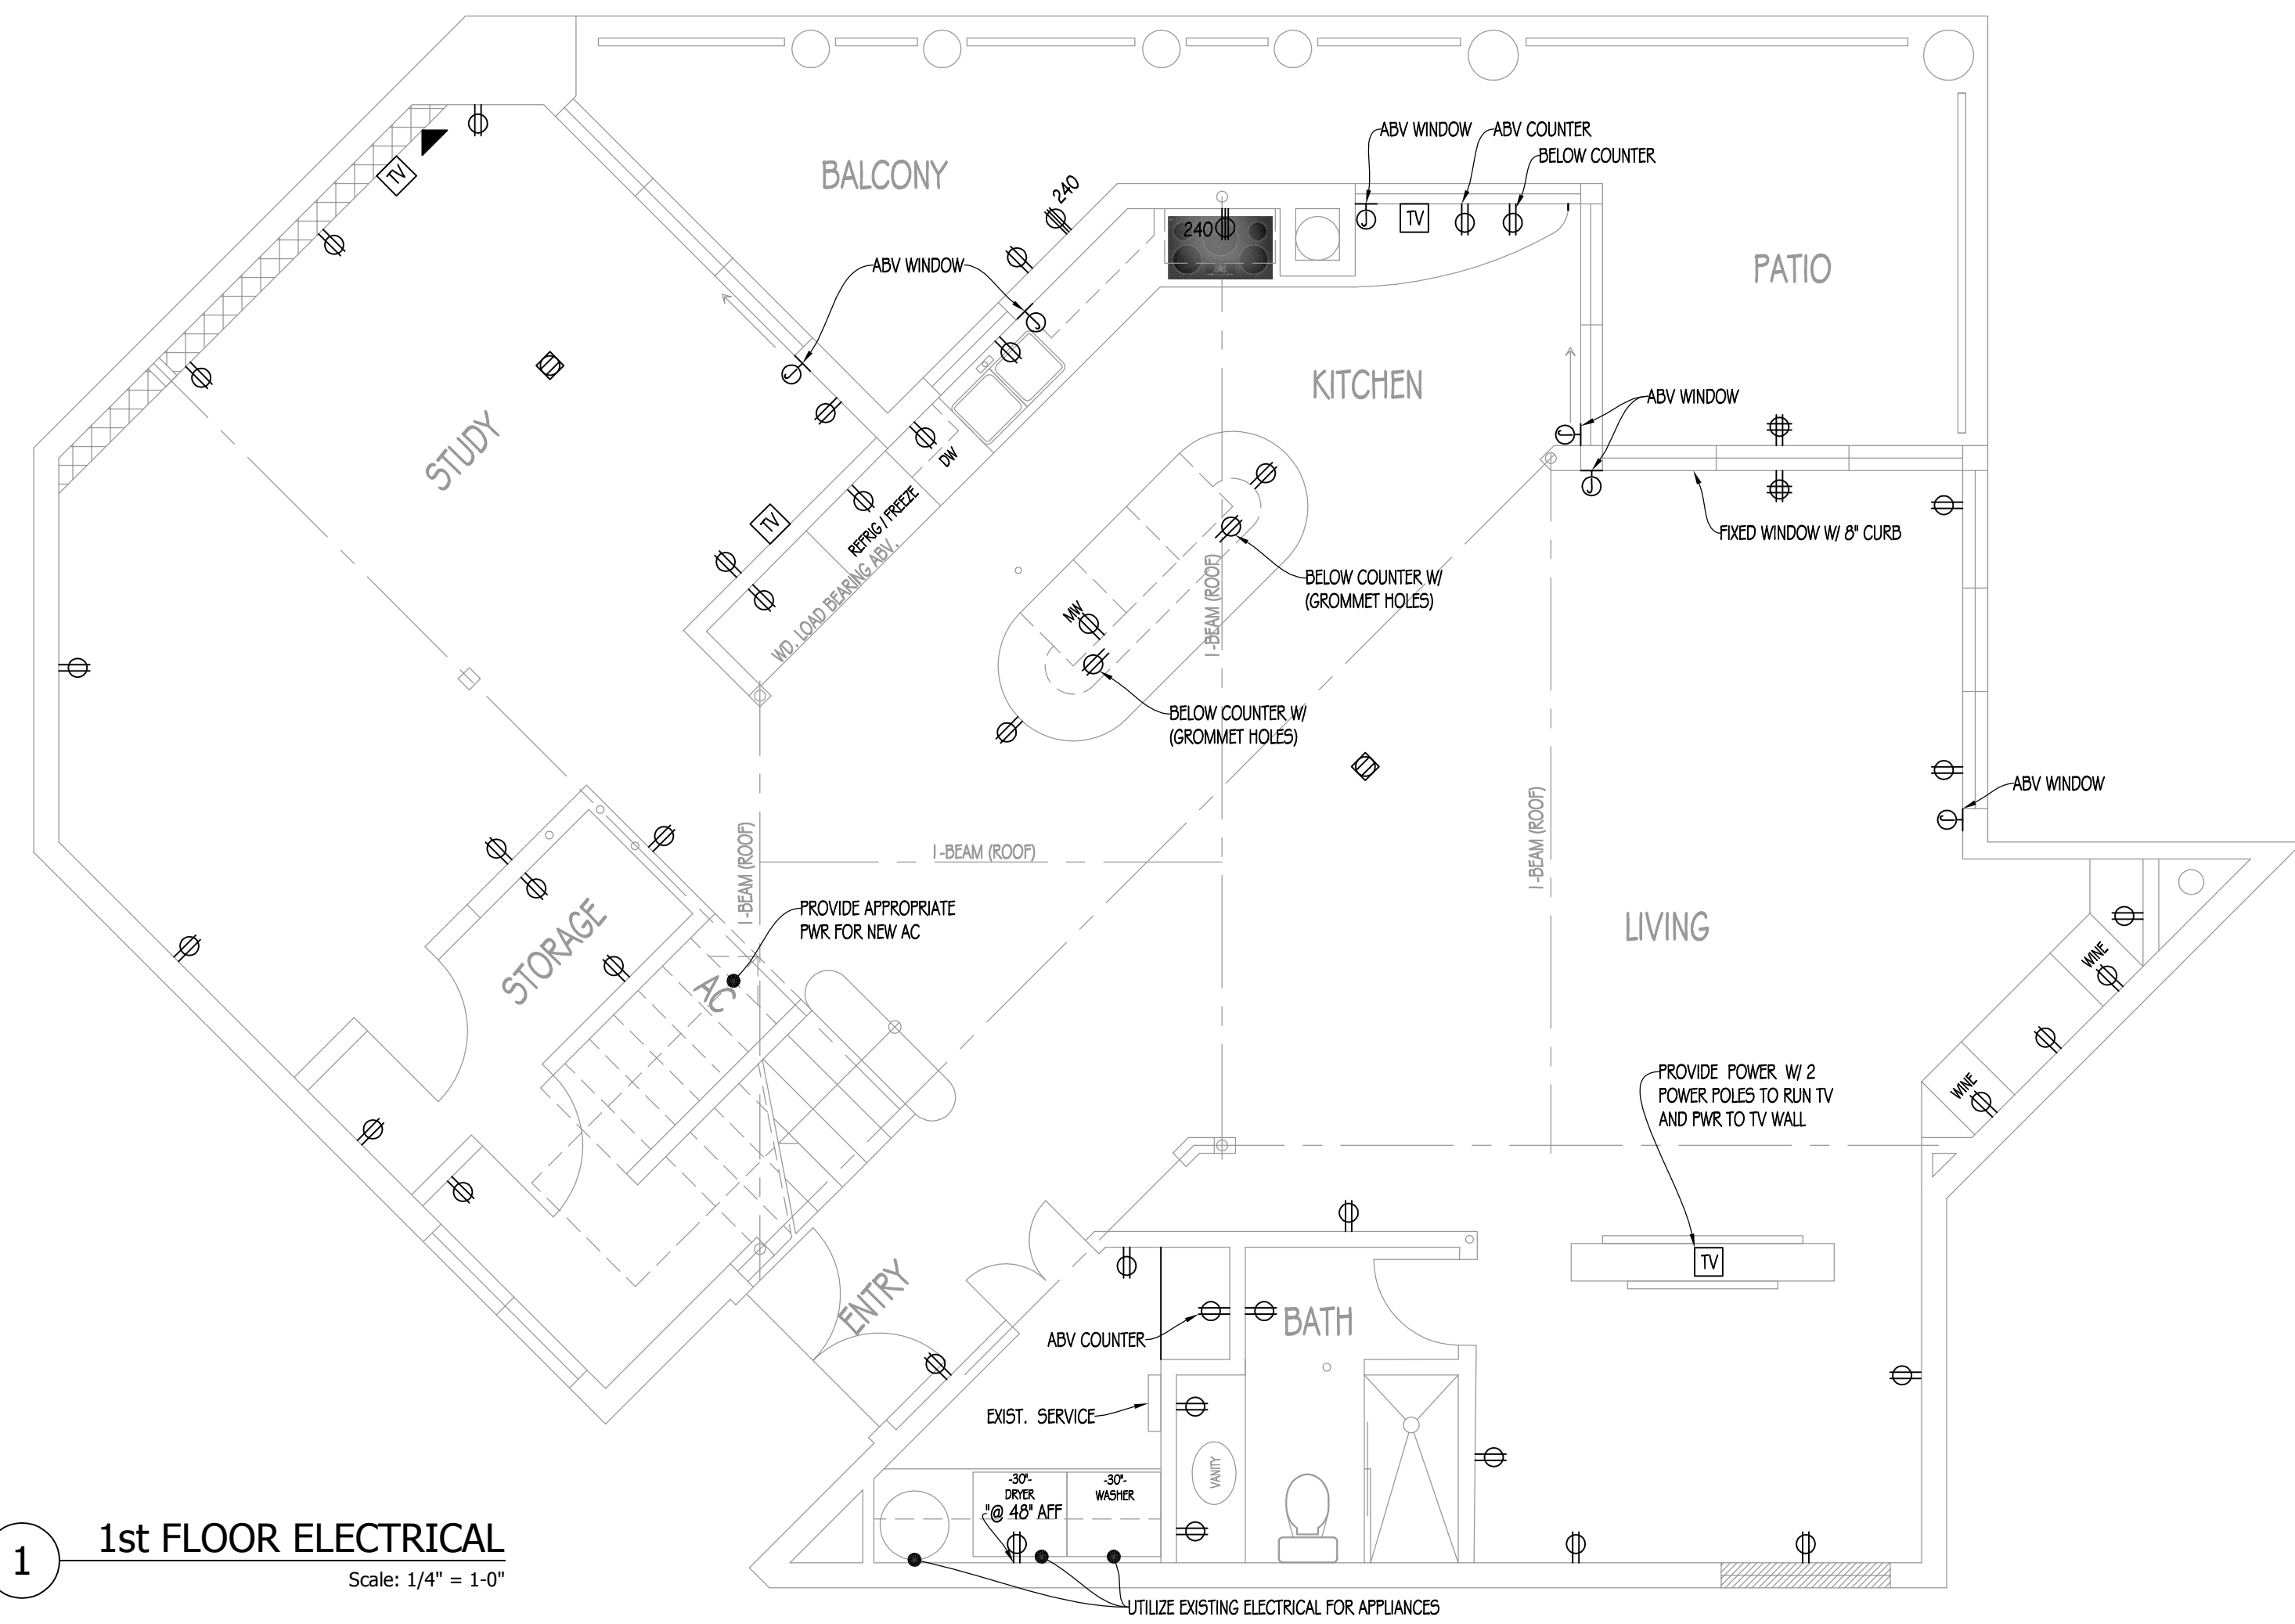 ABV WINDOW
ABV COUNTER
BELOW COUNTER
TV
BALCONY
240
240
TV
J
PATIO
ABV WINDOW
J
J
KITCHEN
ABV WINDOW
STUDY
DW
J
J
REFRIG / FREEZE
TV
WD. LOAD BEARING ABV.
FIXED WINDOW W/ 8" CURB
BELOW COUNTER W/
(GROMMET HOLES)
I-BEAM (ROOF)
MW
BELOW COUNTER W/
(GROMMET HOLES)
ABV WINDOW
J
I-BEAM (ROOF)
I-BEAM (ROOF)
I-BEAM (ROOF)
PROVIDE APPROPRIATE
PWR FOR NEW AC
LIVING
STORAGE
AC
WINE
WINE
PROVIDE POWER W/ 2
POWER POLES TO RUN TV
AND PWR TO TV WALL
TV
ENTRY
BATH
ABV COUNTER
EXIST. SERVICE
VANITY
-30"-
DRYER
"@ 48" AFF
-30"-
WASHER
UTILIZE EXISTING ELECTRICAL FOR APPLIANCES
1
1st FLOOR ELECTRICAL
Scale: 1/4" = 1-0"